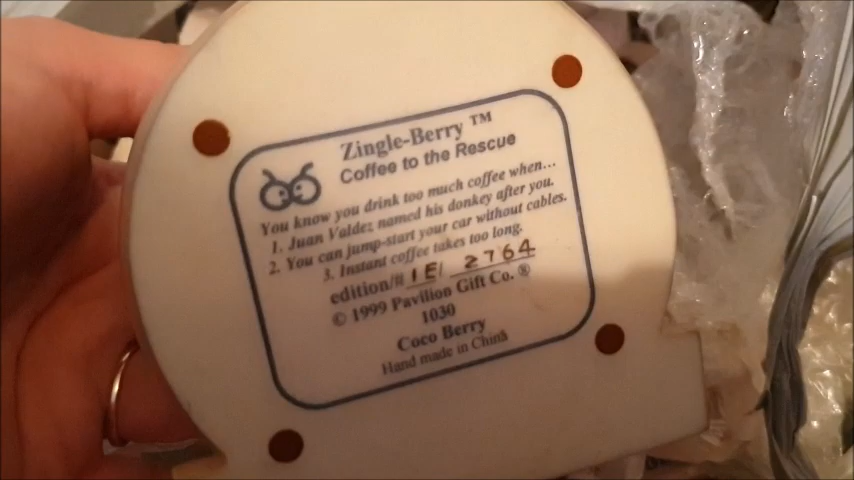 Zingle-Berry ™
Coffee to the Rescue
You know you drink too much coffee when...
1. Juan Valdez named his donkey after you.
2. You can jump-start your car without cables.
3. Instant coffee takes too long.
edition/# 1E/ 2764
© 1999 Pavilion Gift Co. ®
1030
Coco Berry
Hand made in China